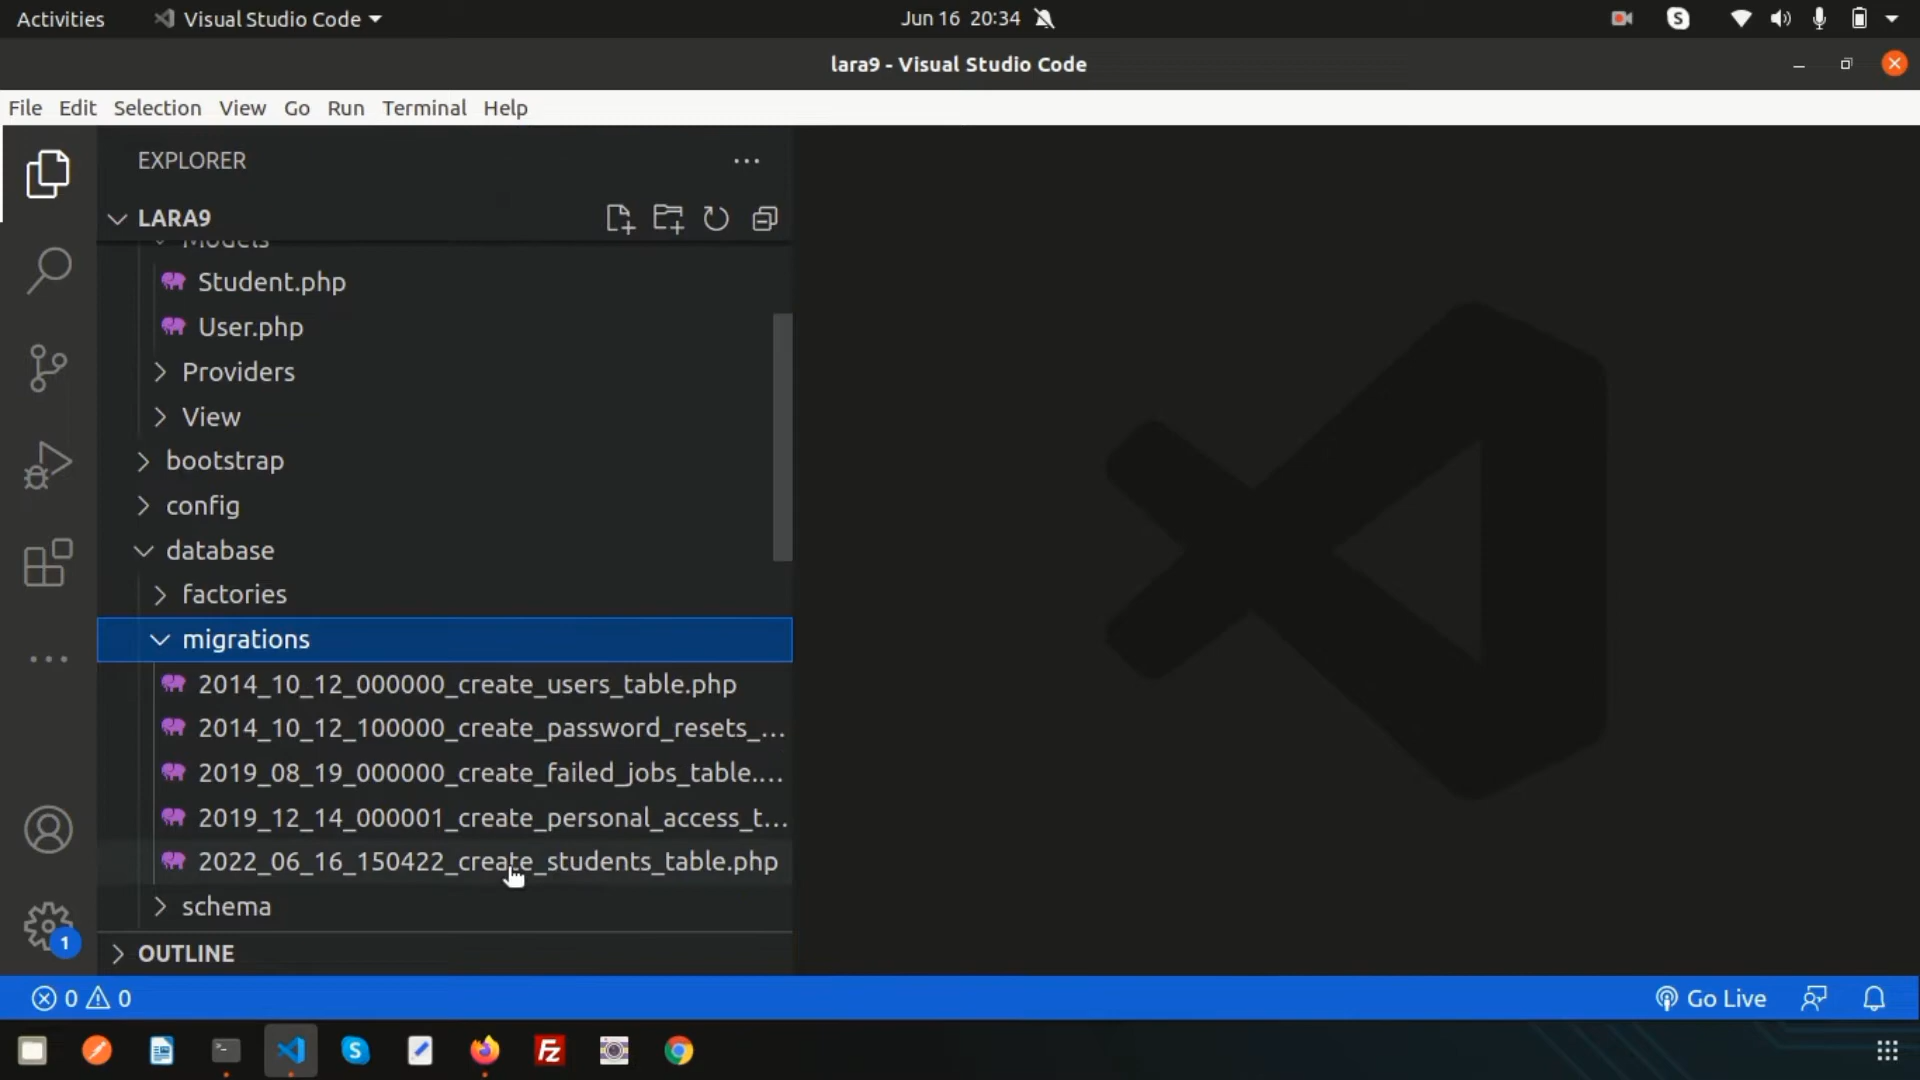 Activities
Visual Studio Code
Jun 16 20:34
S
lara9 - Visual Studio Code
File Edit Selection View Go Run Terminal Help
EXPLORER
LARA9
Models
Student.php
User.php
Providers
View
bootstrap
config
database
factories
migrations
2014_10_12_000000_create_users_table.php
2014_10_12_100000_create_password_resets_...
2019_08_19_000000_create_failed_jobs_table....
2019_12_14_000001_create_personal_access_t...
2022_06_16_150422_create_students_table.php
schema
1
OUTLINE
0 0
Go Live
S
FZ